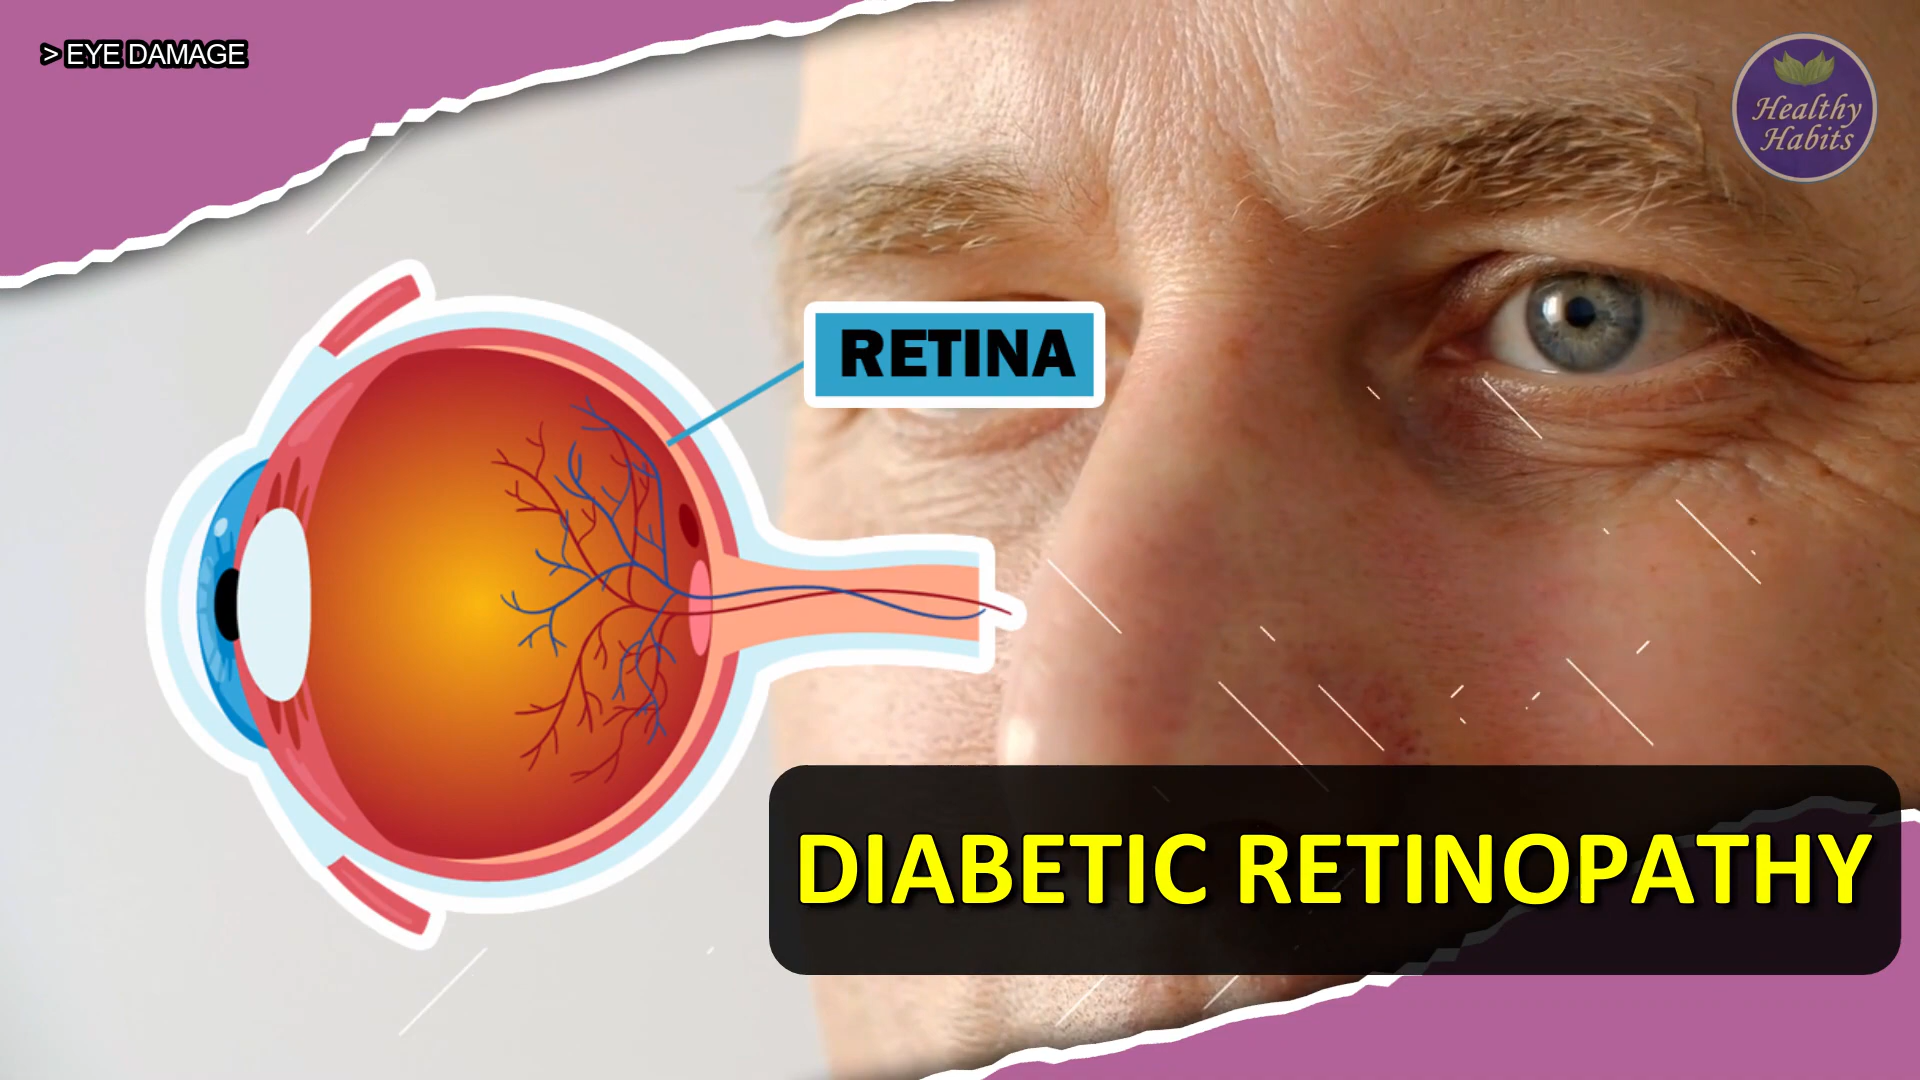 > EYE DAMAGE
Healthy
Habits
RETINA
DIABETIC RETINOPATHY